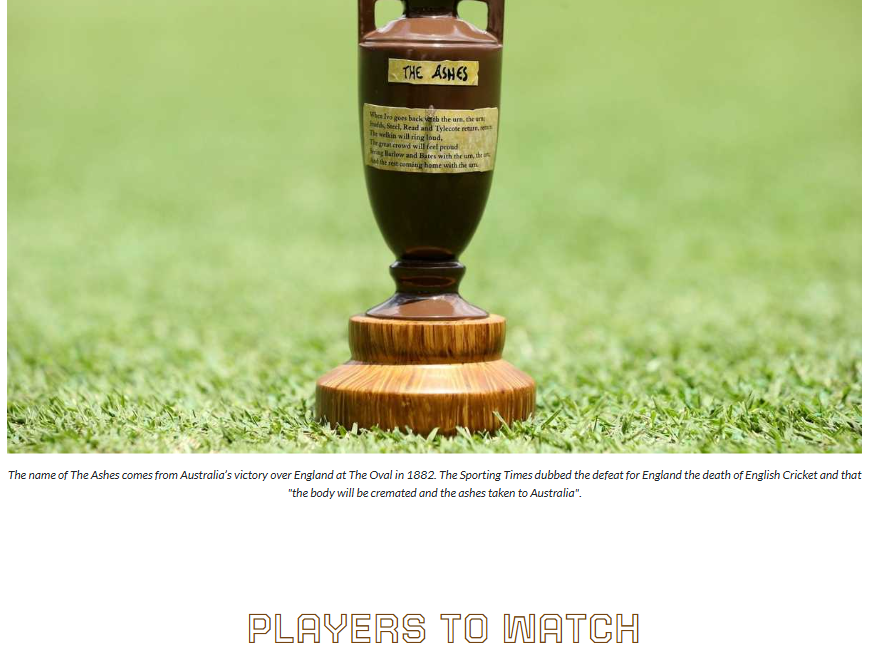 THE ASHES
When Ivo goes back with the urn, the urn;
Studds, Steel, Read and Tylecote return, return
The welkin will ring loud,
The great crowd will feel proud
Seeing Barlow and Bates with the urn, the urn;
And the rest coming home with the urn.
The name of The Ashes comes from Australia's victory over England at The Oval in 1882. The Sporting Times dubbed the defeat for England the death of English Cricket and that
"the body will be cremated and the ashes taken to Australia".
PLAYERS TO WATCH